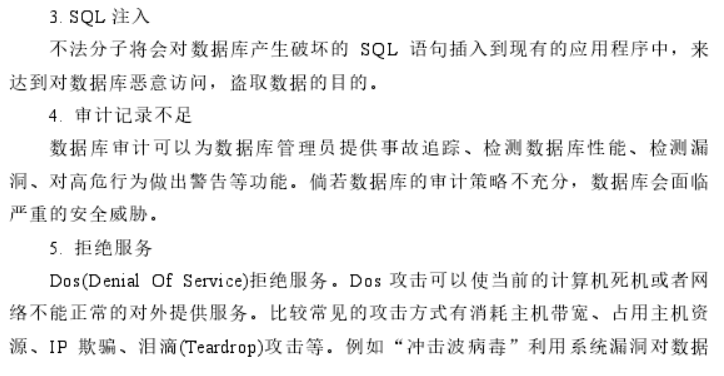 3. SQL 注入
不法分子将会对数据库产生破坏的 SQL 语句插入到现有的应用程序中，来
达到对数据库恶意访问，盗取数据的目的。
4. 审计记录不足
数据库审计可以为数据库管理员提供事故追踪、检测数据库性能、检测漏
洞、对高危行为做出警告等功能。倘若数据库的审计策略不充分，数据库会面临
严重的安全威胁。
5. 拒绝服务
Dos(Denial Of Service)拒绝服务。Dos 攻击可以使当前的计算机死机或者网
络不能正常的对外提供服务。比较常见的攻击方式有消耗主机带宽、占用主机资
源、IP 欺骗、泪滴(Teardrop)攻击等。例如“冲击波病毒”利用系统漏洞对数据